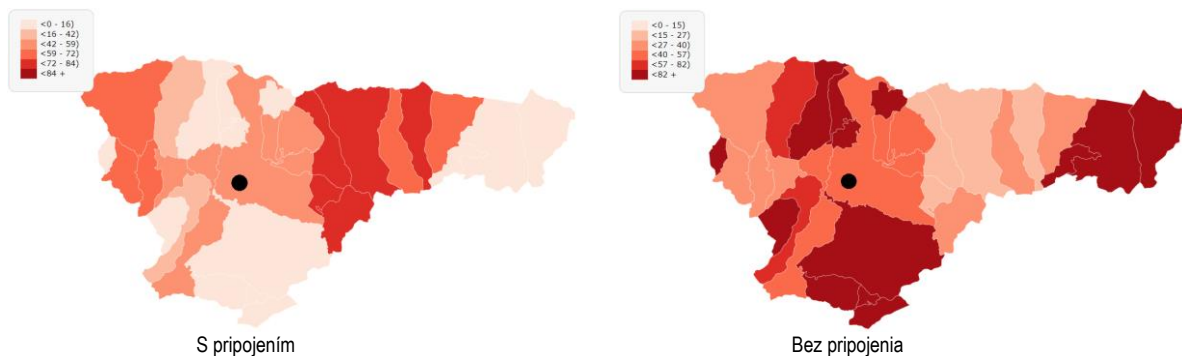 <0 - 16)
<16 - 42)
<42 - 59)
<59 - 72)
<72 - 84)
<84 +
<0 - 15)
<15 - 27)
<27 - 40)
<40 - 57)
<57 - 82)
<82 +
S pripojením
Bez pripojenia